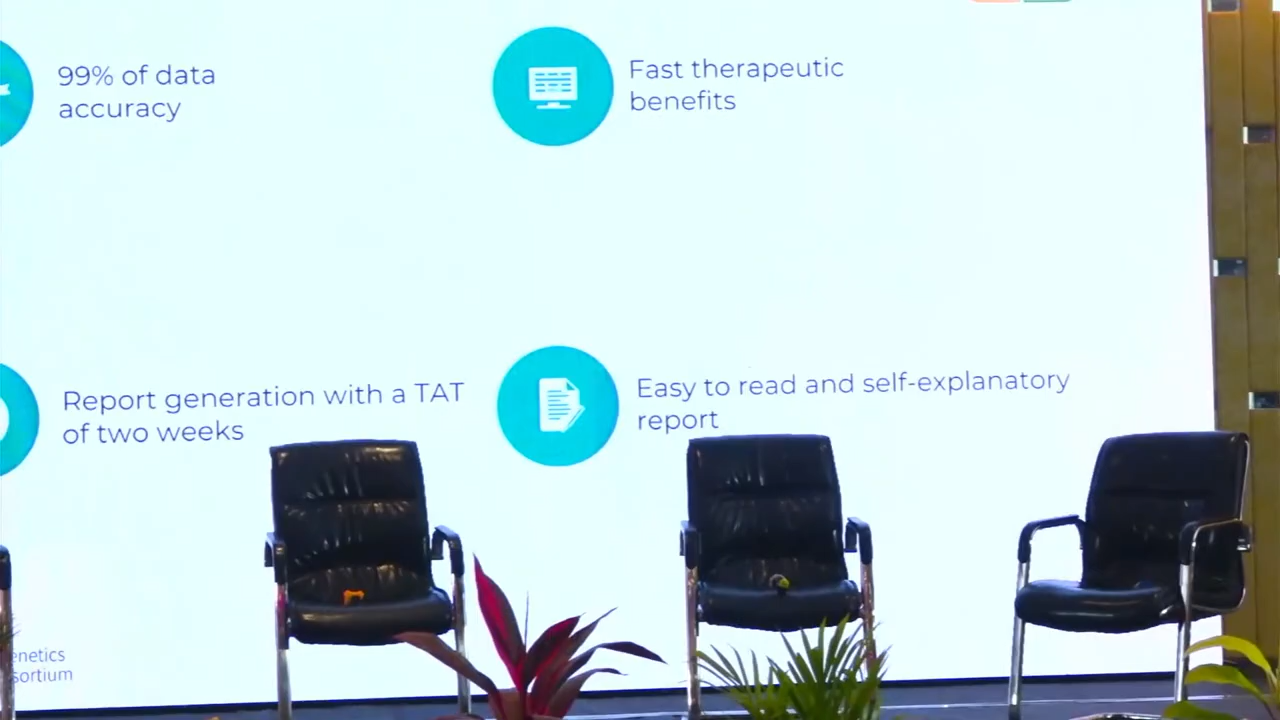 99% of data
accuracy
Fast therapeutic
benefits
Report generation with a TAT
of two weeks
Easy to read and self-explanatory
report
enetics
sortium